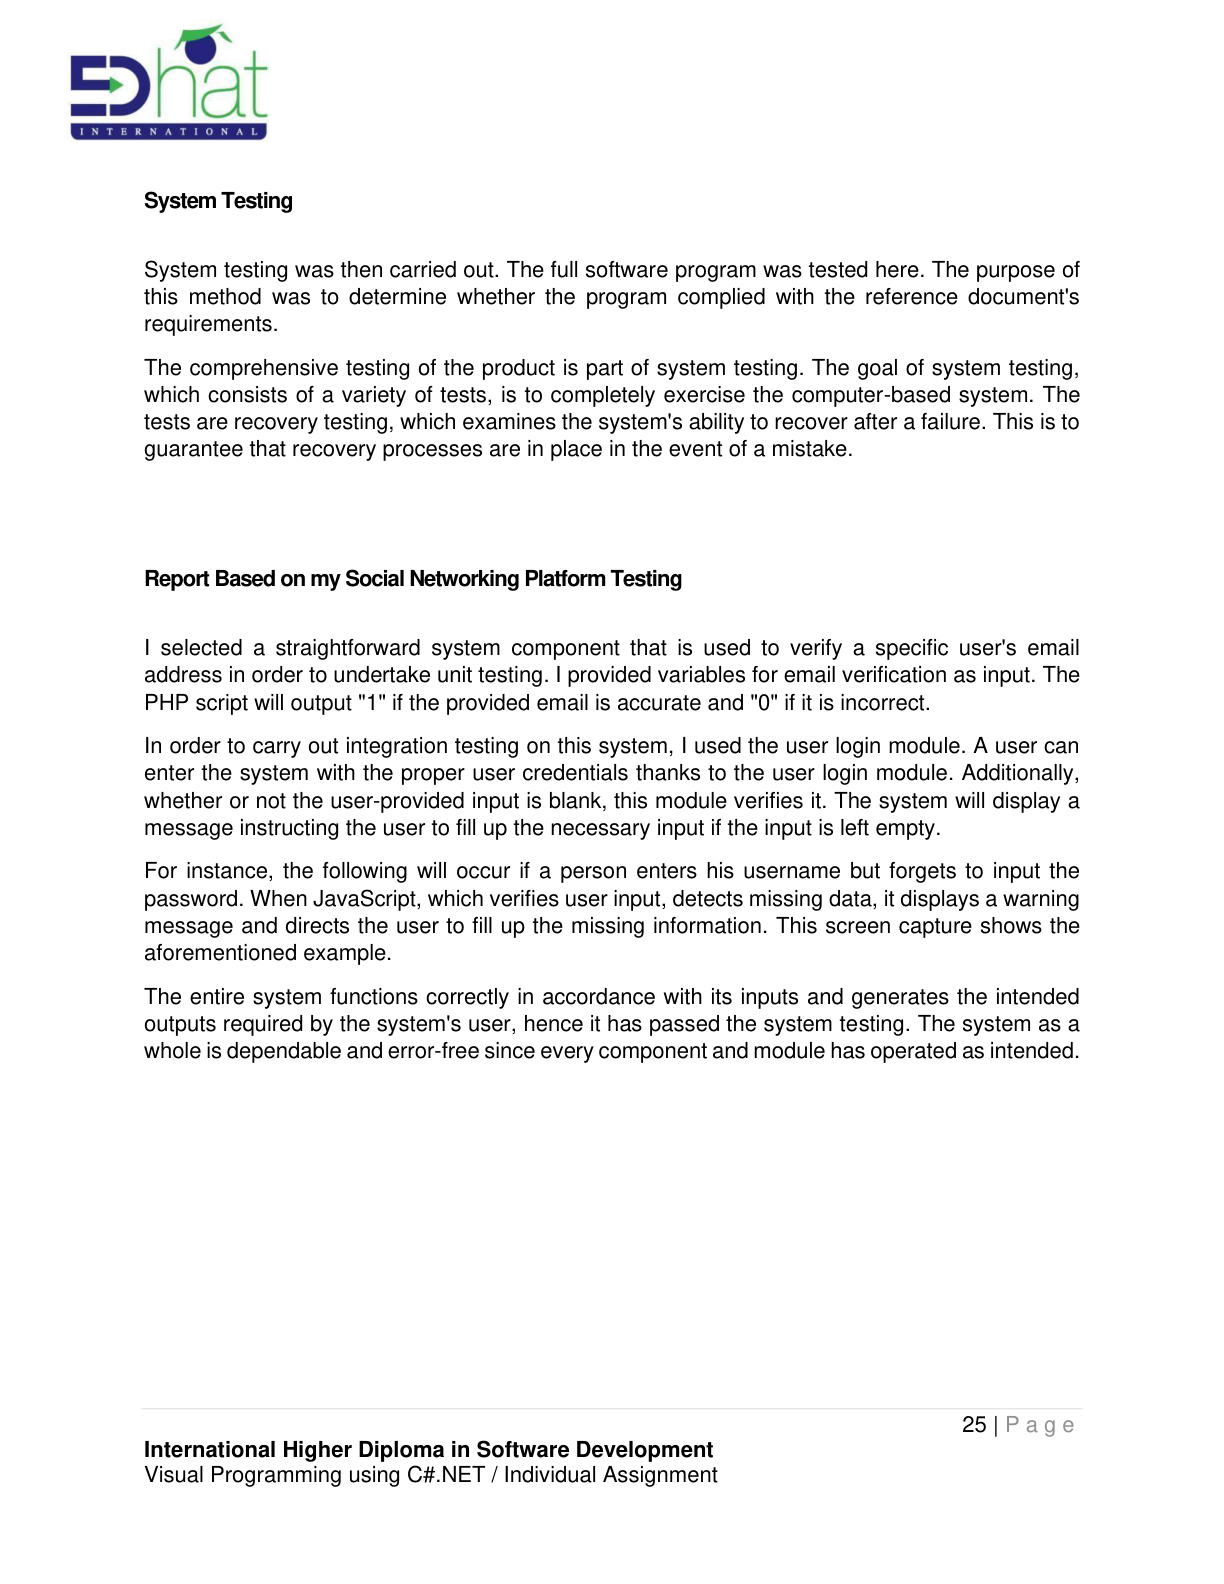 EDhat
INTERNATIONAL
System Testing
System testing was then carried out. The full software program was tested here. The purpose of
this method was to determine whether the program complied with the reference document's
requirements.
The comprehensive testing of the product is part of system testing. The goal of system testing,
which consists of a variety of tests, is to completely exercise the computer-based system. The
tests are recovery testing, which examines the system's ability to recover after a failure. This is to
guarantee that recovery processes are in place in the event of a mistake.
Report Based on my Social Networking Platform Testing
I selected a straightforward system component that is used to verify a specific user's email
address in order to undertake unit testing. I provided variables for email verification as input. The
PHP script will output "1" if the provided email is accurate and "0" if it is incorrect.
In order to carry out integration testing on this system, I used the user login module. A user can
enter the system with the proper user credentials thanks to the user login module. Additionally,
whether or not the user-provided input is blank, this module verifies it. The system will display a
message instructing the user to fill up the necessary input if the input is left empty.
For instance, the following will occur if a person enters his username but forgets to input the
password. When JavaScript, which verifies user input, detects missing data, it displays a warning
message and directs the user to fill up the missing information. This screen capture shows the
aforementioned example.
The entire system functions correctly in accordance with its inputs and generates the intended
outputs required by the system's user, hence it has passed the system testing. The system as a
whole is dependable and error-free since every component and module has operated as intended.
25 | P a g e
International Higher Diploma in Software Development
Visual Programming using C#.NET / Individual Assignment